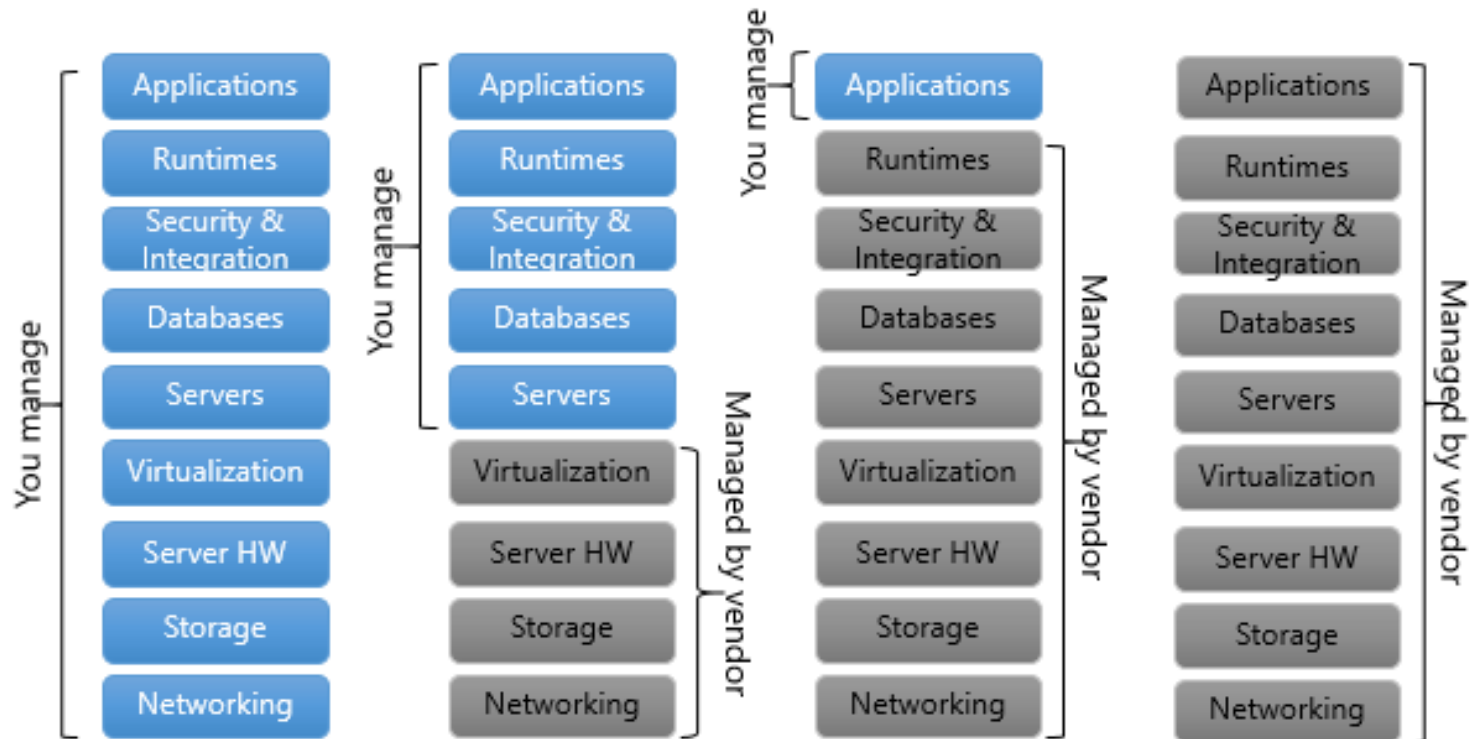 You manage
Applications
Runtimes
Security &
Integration
Databases
Servers
Virtualization
Server HW
Storage
Networking
You manage
Applications
Runtimes
Security &
Integration
Databases
Servers
Virtualization
Server HW
Storage
Networking
Managed by vendor
You manage
Applications
Runtimes
Security &
Integration
Databases
Servers
Virtualization
Server HW
Storage
Networking
Managed by vendor
Applications
Runtimes
Security &
Integration
Databases
Servers
Virtualization
Server HW
Storage
Networking
Managed by vendor